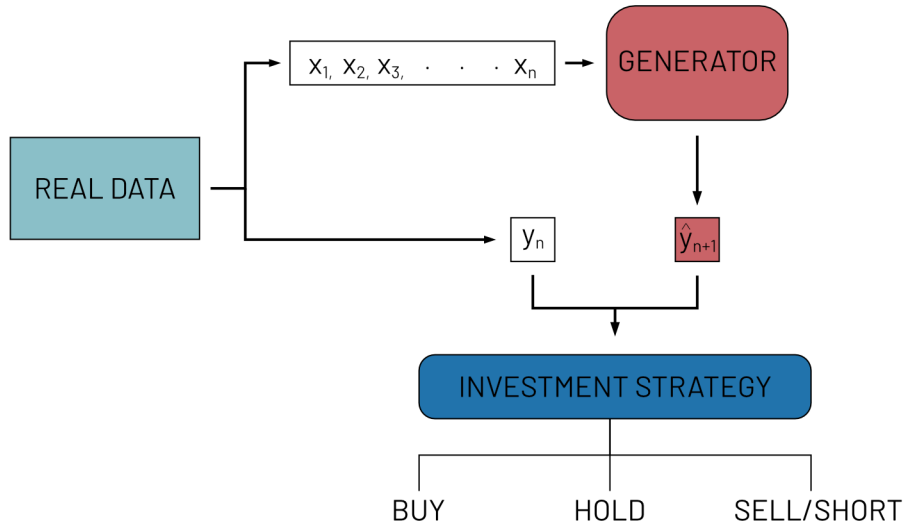 x₁, x₂, x₃, · · · xₙ
GENERATOR
REAL DATA
yₙ
ŷₙ₊₁
INVESTMENT STRATEGY
BUY
HOLD
SELL/SHORT